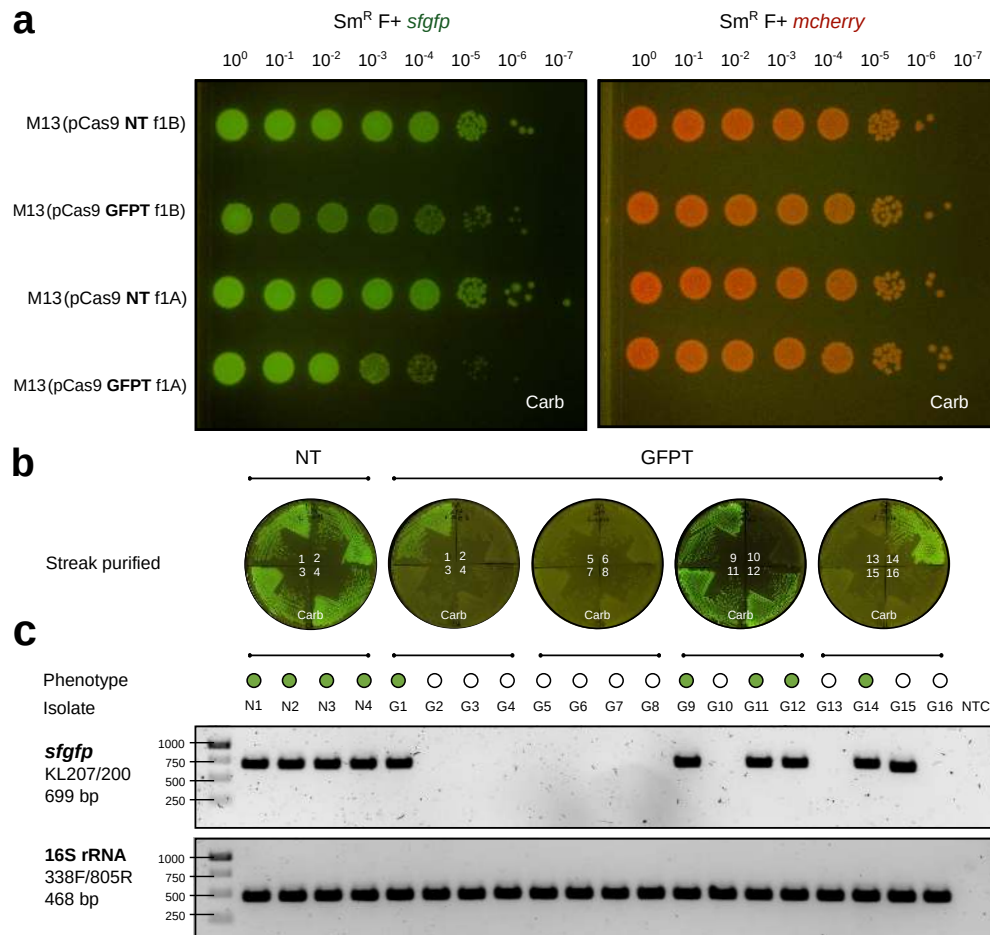 a
Smᴿ F+ sfgfp
Smᴿ F+ mcherry
10⁰ 10⁻¹ 10⁻² 10⁻³ 10⁻⁴ 10⁻⁵ 10⁻⁶ 10⁻⁷
10⁰ 10⁻¹ 10⁻² 10⁻³ 10⁻⁴ 10⁻⁵ 10⁻⁶ 10⁻⁷
M13(pCas9 NT f1B)
M13(pCas9 GFPT f1B)
M13(pCas9 NT f1A)
M13(pCas9 GFPT f1A)
Carb
Carb
b
NT
GFPT
Streak purified
1 2
3 4
Carb
1 2
3 4
Carb
5 6
7 8
Carb
9 10
11 12
Carb
13 14
15 16
Carb
c
Phenotype
Isolate
N1 N2 N3 N4 G1 G2 G3 G4 G5 G6 G7 G8 G9 G10 G11 G12 G13 G14 G15 G16 NTC
sfgfp
KL207/200
699 bp
1000
750
500
250
16S rRNA
338F/805R
468 bp
1000
750
500
250